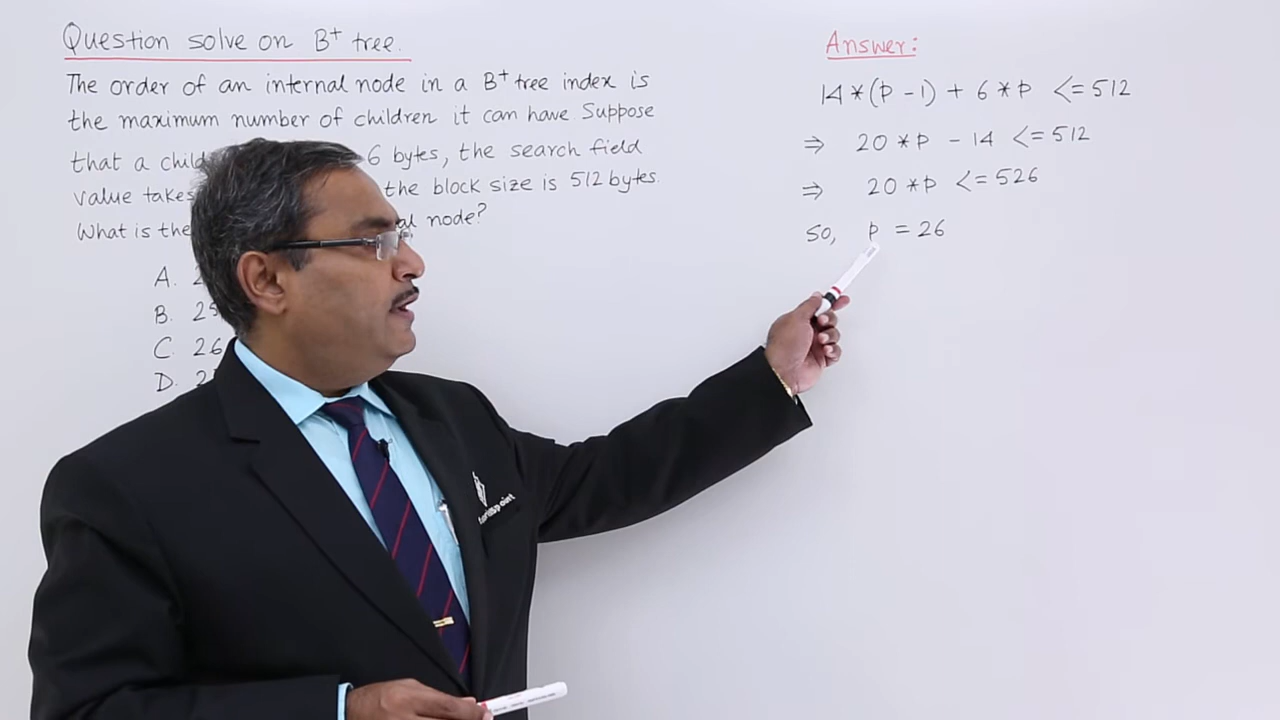 Question solve on B+ tree.
The order of an internal node in a B+ tree index is
the maximum number of children it can have Suppose
that a child 6 bytes, the search field
value takes the block size is 512 bytes.
What is the node?
A.
B. 25
C. 26
D.
Answer:
14 * (P - 1) + 6 * P <= 512
⇒ 20 * P - 14 <= 512
⇒ 20 * P <= 526
so, P = 26